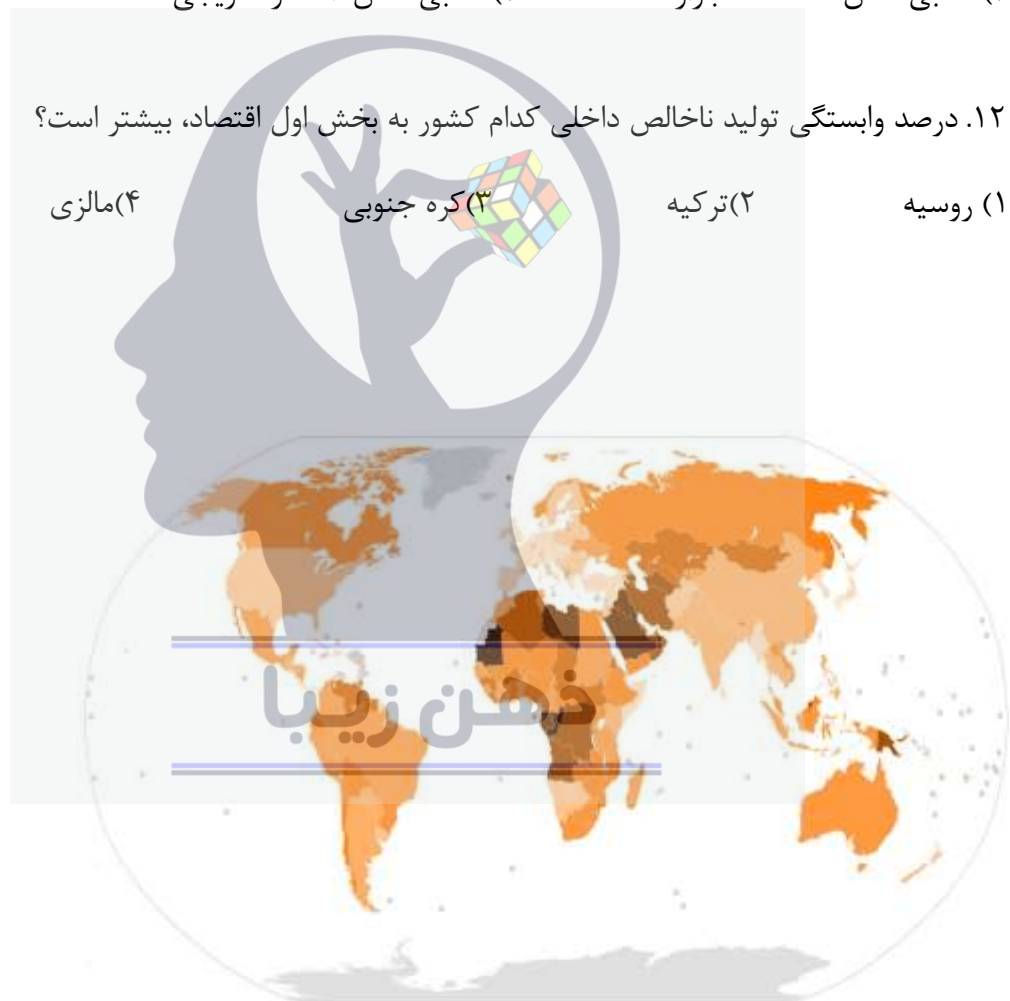 ۱۲. درصد وابستگی تولید ناخالص داخلی کدام کشور به بخش اول اقتصاد، بیشتر است؟
۱) روسیه ۲)ترکیه ۳)کره جنوبی ۴)مالزی
ذهن زیبا